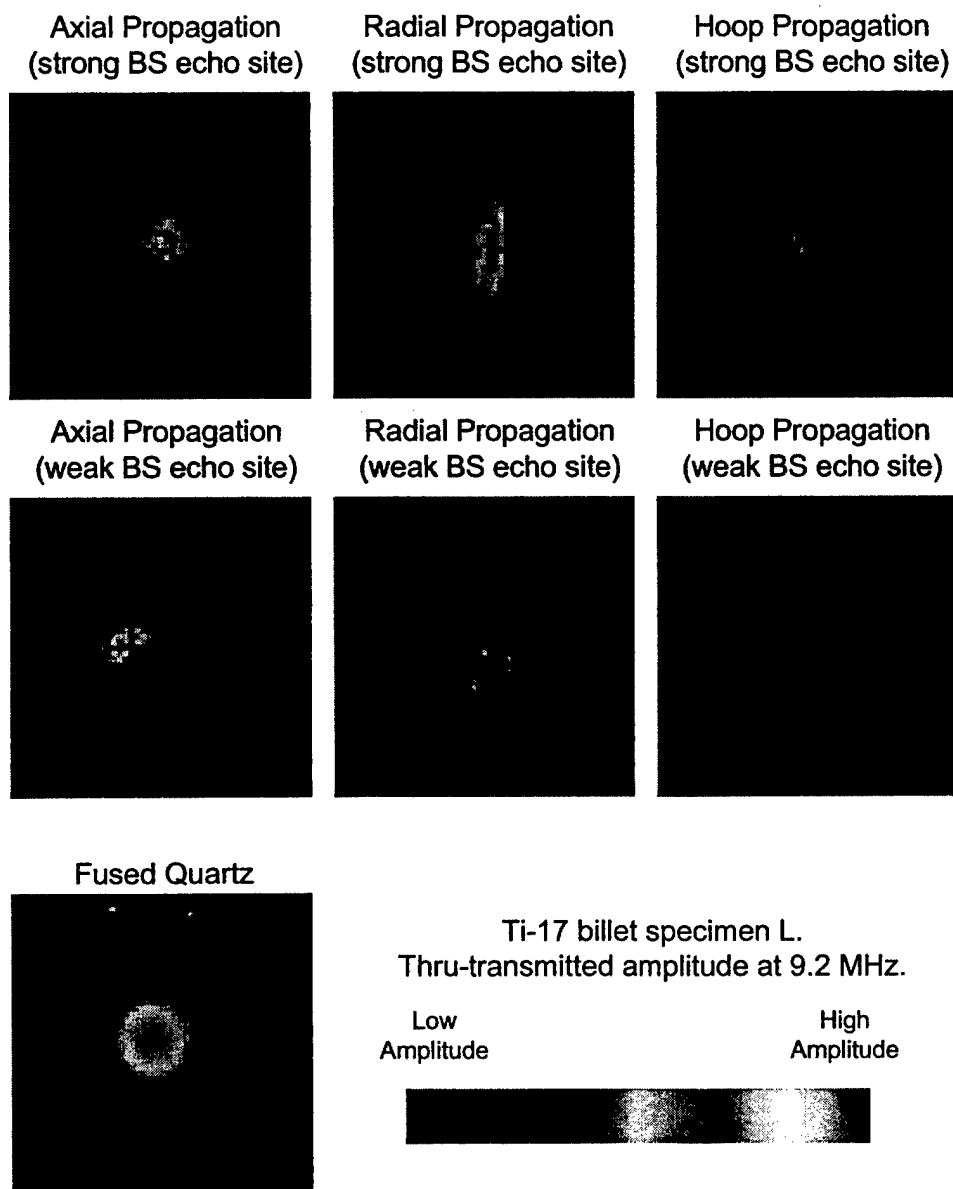 Axial Propagation
(strong BS echo site)
Radial Propagation
(strong BS echo site)
Hoop Propagation
(strong BS echo site)
Axial Propagation
(weak BS echo site)
Radial Propagation
(weak BS echo site)
Hoop Propagation
(weak BS echo site)
Fused Quartz
Ti-17 billet specimen L.
Thru-transmitted amplitude at 9.2 MHz.
Low
Amplitude
High
Amplitude